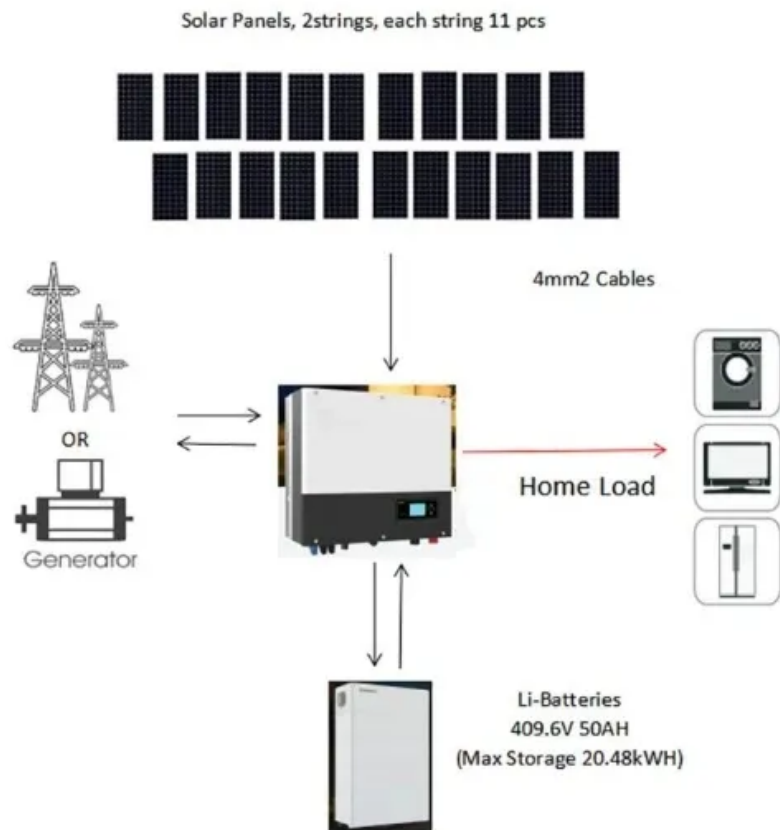 Solar Panels, 2strings, each string 11 pcs
4mm2 Cables
OR
Generator
Home Load
Li-Batteries
409.6V 50AH
(Max Storage 20.48kWH)